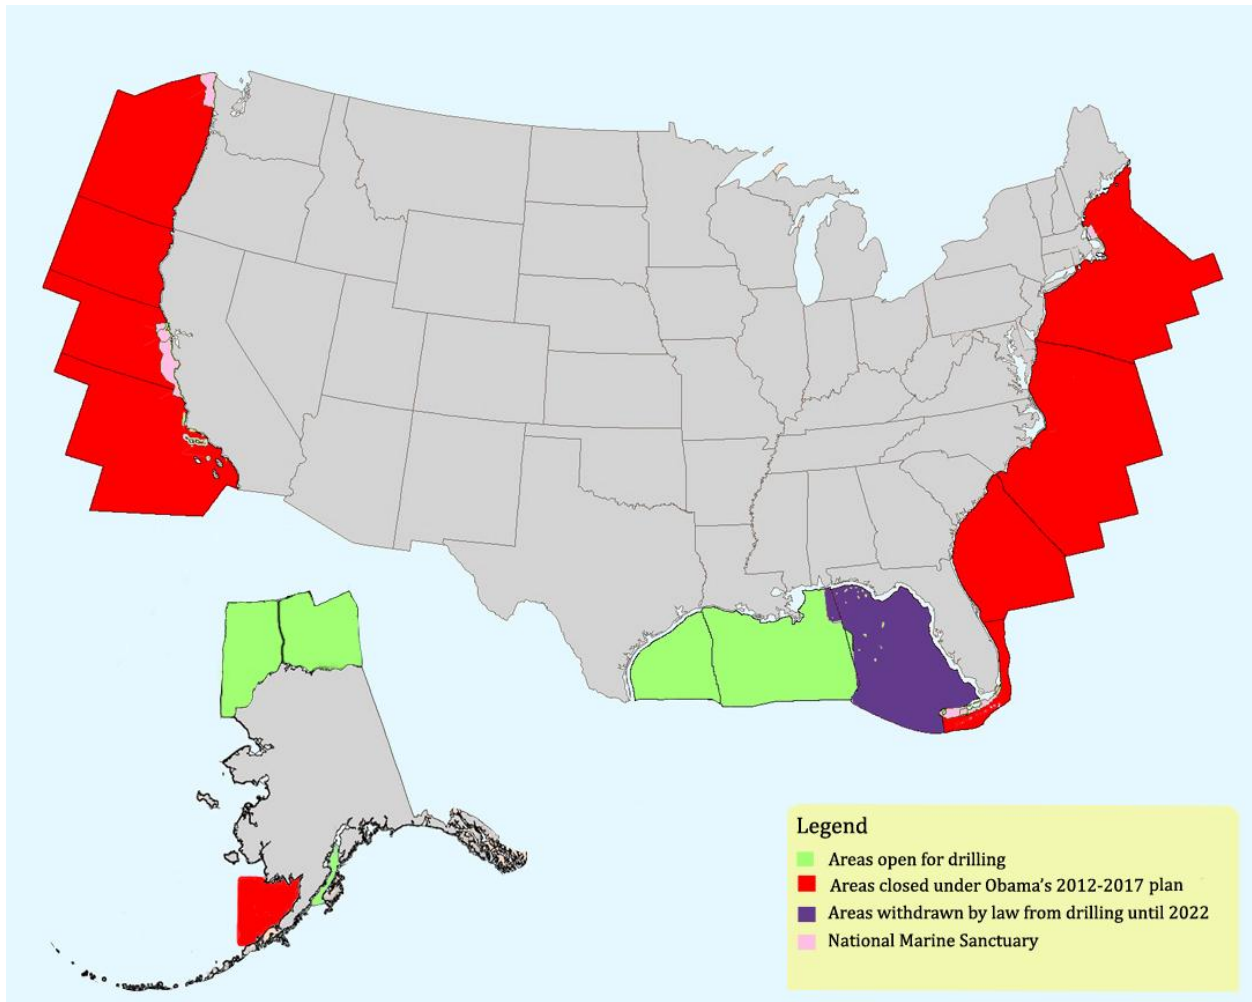 Legend
Areas open for drilling
Areas closed under Obama's 2012-2017 plan
Areas withdrawn by law from drilling until 2022
National Marine Sanctuary